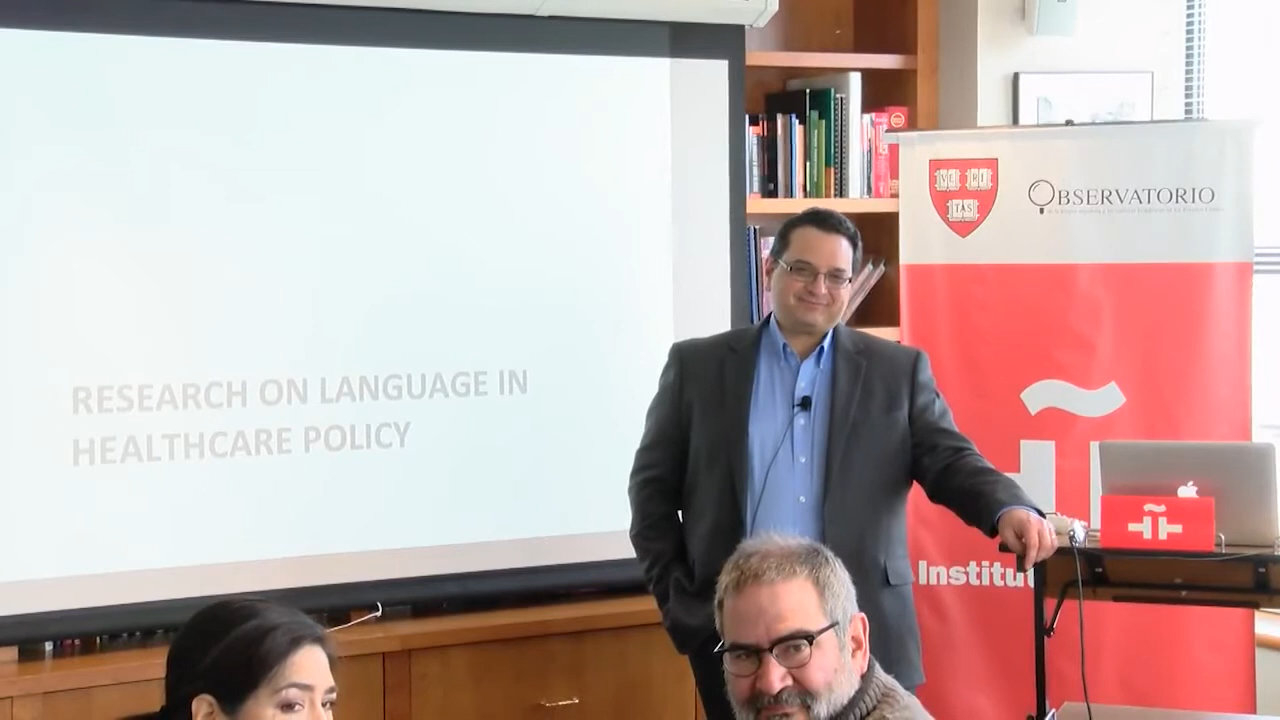 RESEARCH ON LANGUAGE IN
HEALTHCARE POLICY
VE RI
TAS
OBSERVATORIO
Institut